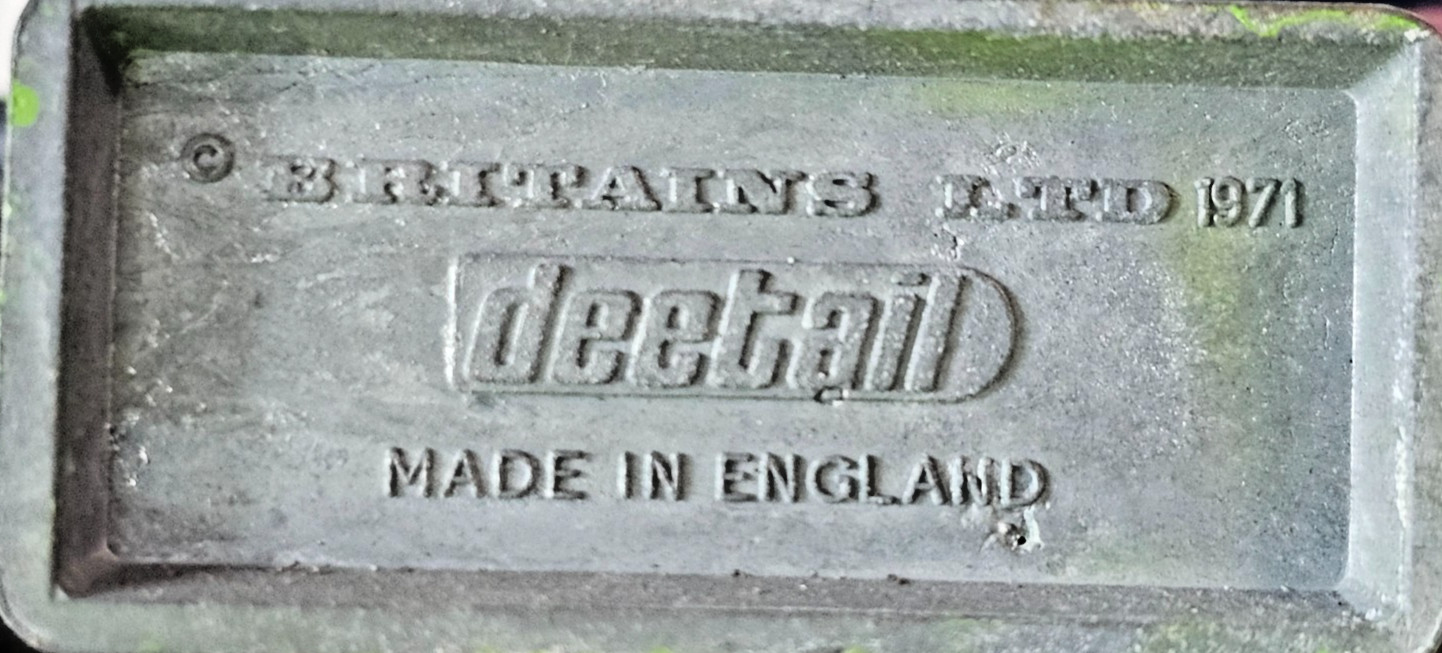 © BRITAINS LTD 1971
deetail
MADE IN ENGLAND